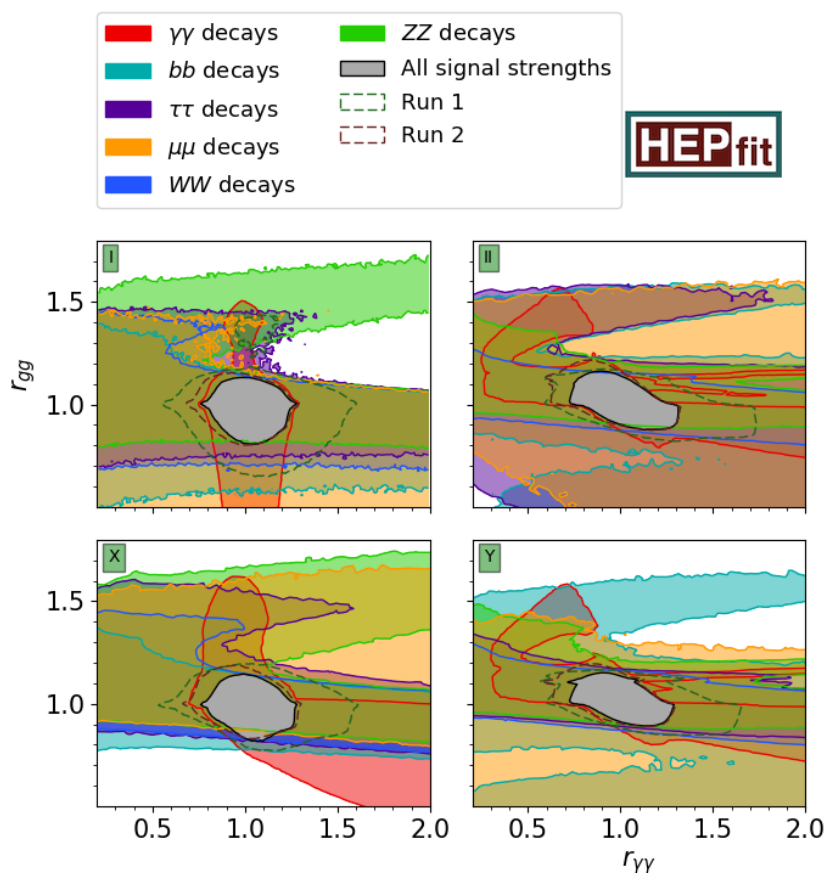 γγ decays
bb decays
ττ decays
μμ decays
WW decays
ZZ decays
All signal strengths
Run 1
Run 2
HEPfit
I
II
1.5
1.0
r_gg
X
Y
1.5
1.0
0.5 1.0 1.5 2.0
0.5 1.0 1.5 2.0
r_γγ